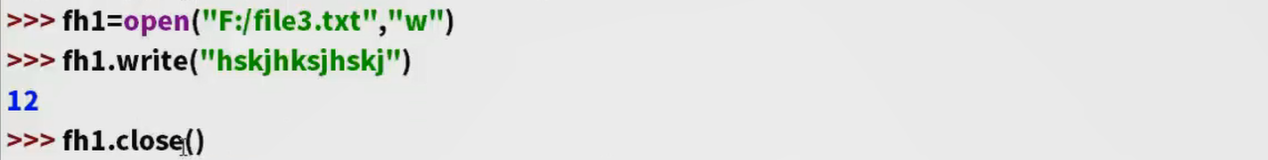 >>> fh1=open("F:/file3.txt","w")
>>> fh1.write("hskjhksjhskj")
12
>>> fh1.close()